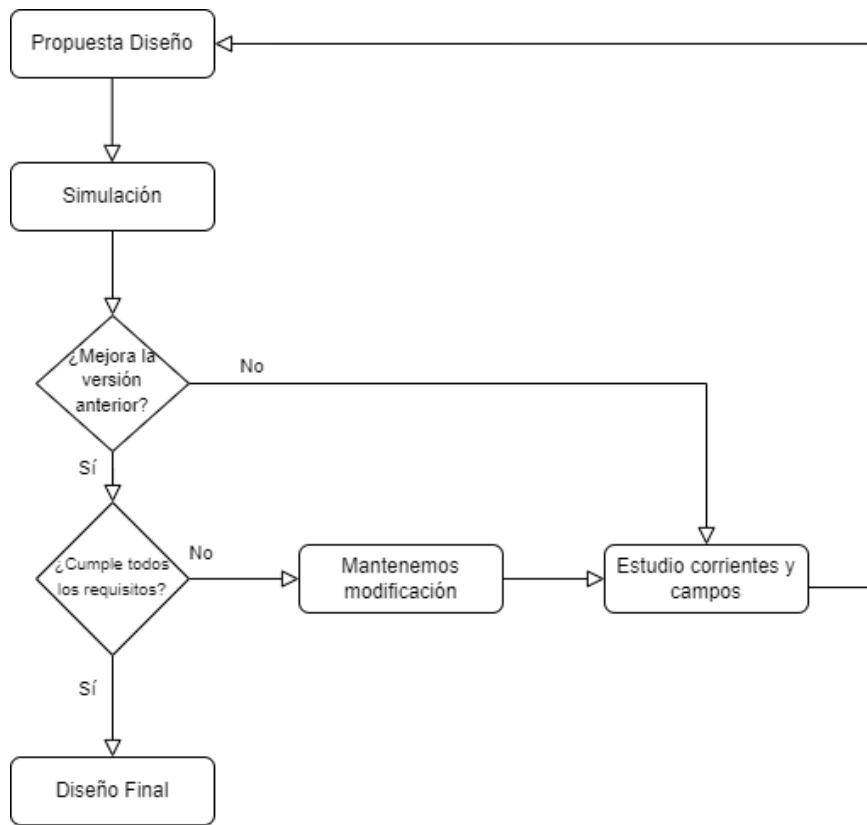 Propuesta Diseño
Simulación
¿Mejora la
versión
anterior?
No
Sí
¿Cumple todos
los requisitos?
No
Mantenemos
modificación
Estudio corrientes y
campos
Sí
Diseño Final